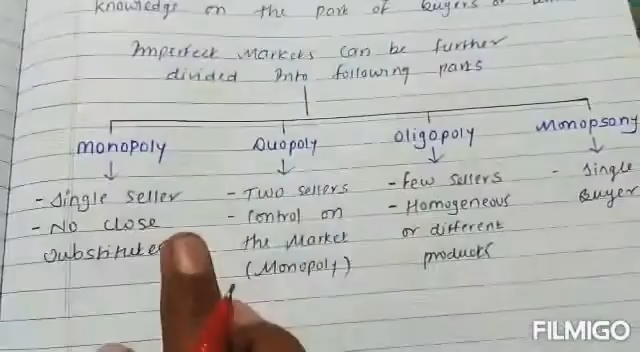 knowledge on the part of buyers or
Imperfect Markets can be further
divided into following parts
Monopoly
- Single seller
- No close
substitute
Duopoly
- Two sellers
- Control on
the Market
(Monopoly)
Oligopoly
- Few sellers
- Homogeneous
or different
products
Monopsony
- Single
Buyer
FILMIGO